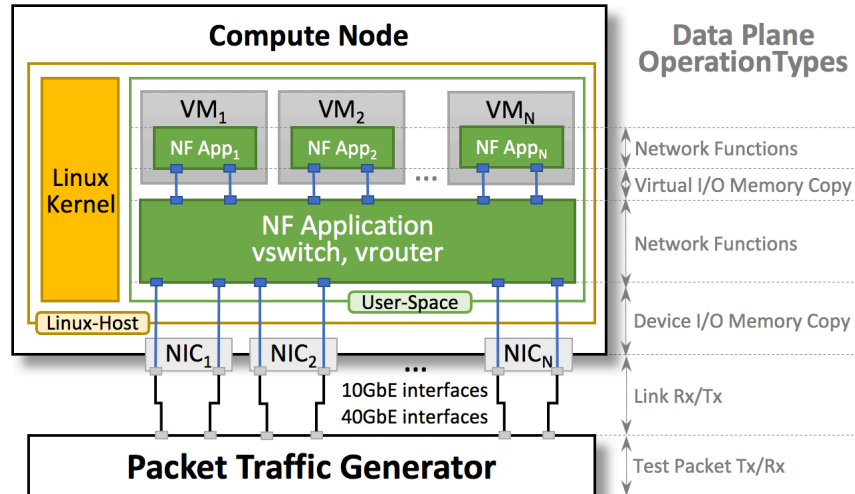 Compute Node
Data Plane
OperationTypes
VM1
VM2
VMN
NF App1
NF App2
NF AppN
Network Functions
...
Virtual I/O Memory Copy
Linux
Kernel
NF Application
vswitch, vrouter
Network Functions
User-Space
Linux-Host
Device I/O Memory Copy
NIC1
NIC2
...
NICN
10GbE interfaces
40GbE interfaces
Link Rx/Tx
Packet Traffic Generator
Test Packet Tx/Rx